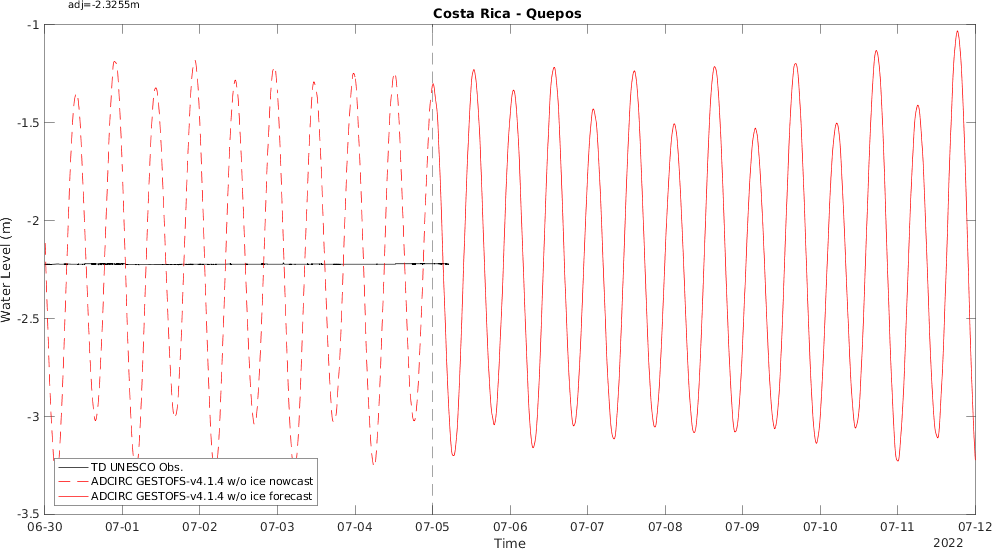 adj=-2.3255m
Costa Rica - Quepos
-1
-1.5
-2
-2.5
-3
-3.5
Water Level (m)
TD UNESCO Obs.
ADCIRC GESTOFS-v4.1.4 w/o ice nowcast
ADCIRC GESTOFS-v4.1.4 w/o ice forecast
06-30 07-01 07-02 07-03 07-04 07-05 07-06 07-07 07-08 07-09 07-10 07-11 07-12
Time
2022